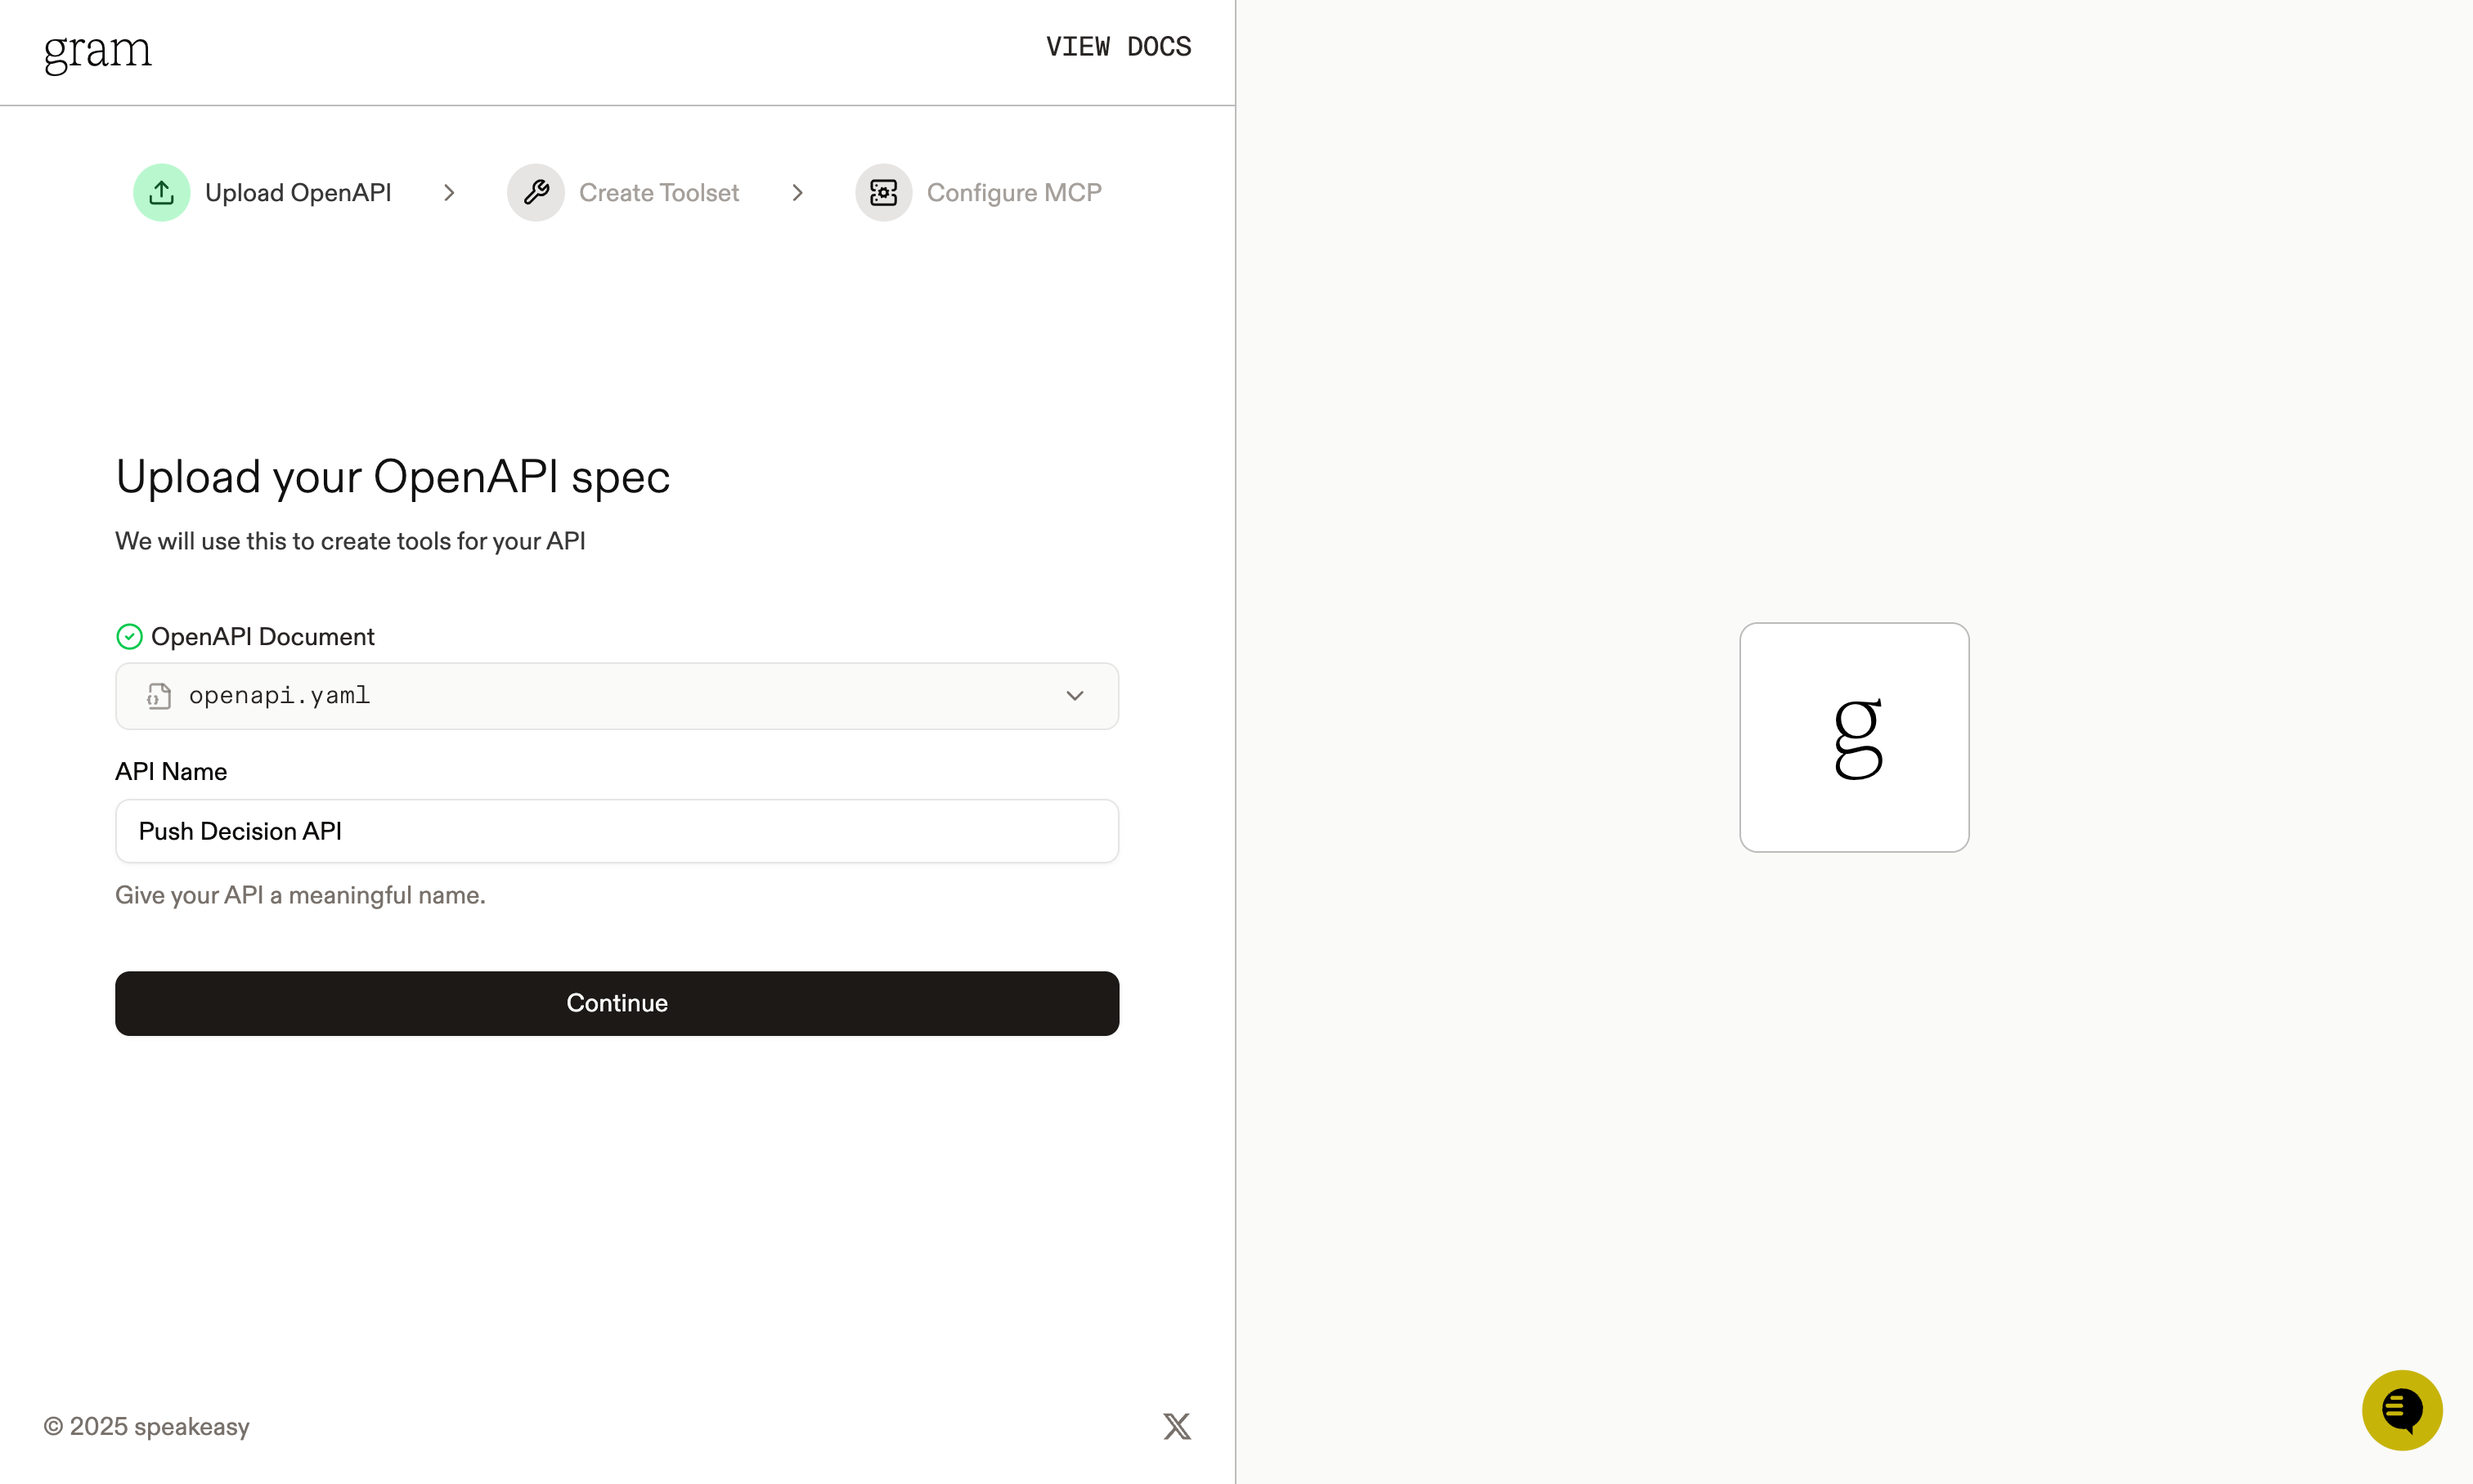 gram
VIEW DOCS
Upload OpenAPI
Create Toolset
Configure MCP
Upload your OpenAPI spec
We will use this to create tools for your API
OpenAPI Document
openapi.yaml
API Name
Push Decision API
Give your API a meaningful name.
Continue
g
© 2025 speakeasy